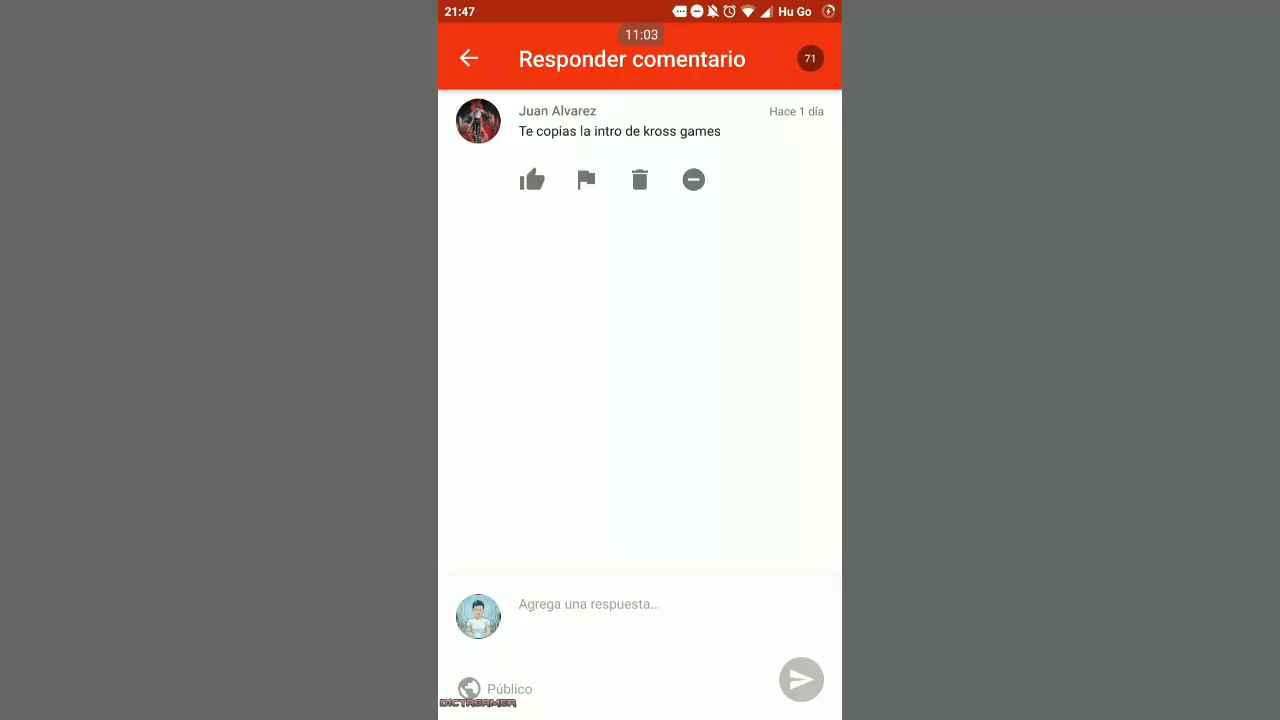 21:47
Hu Go
11:03
Responder comentario
71
Juan Alvarez
Hace 1 día
Te copias la intro de kross games
Agrega una respuesta...
Público
DICTAGAMER